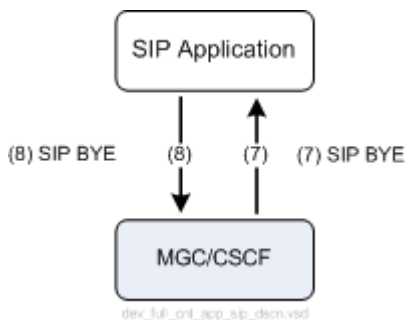 SIP Application
(8) SIP BYE (8) (7) (7) SIP BYE
MGC/CSCF
dev_full_cnt_app_sip_dscn.vsd